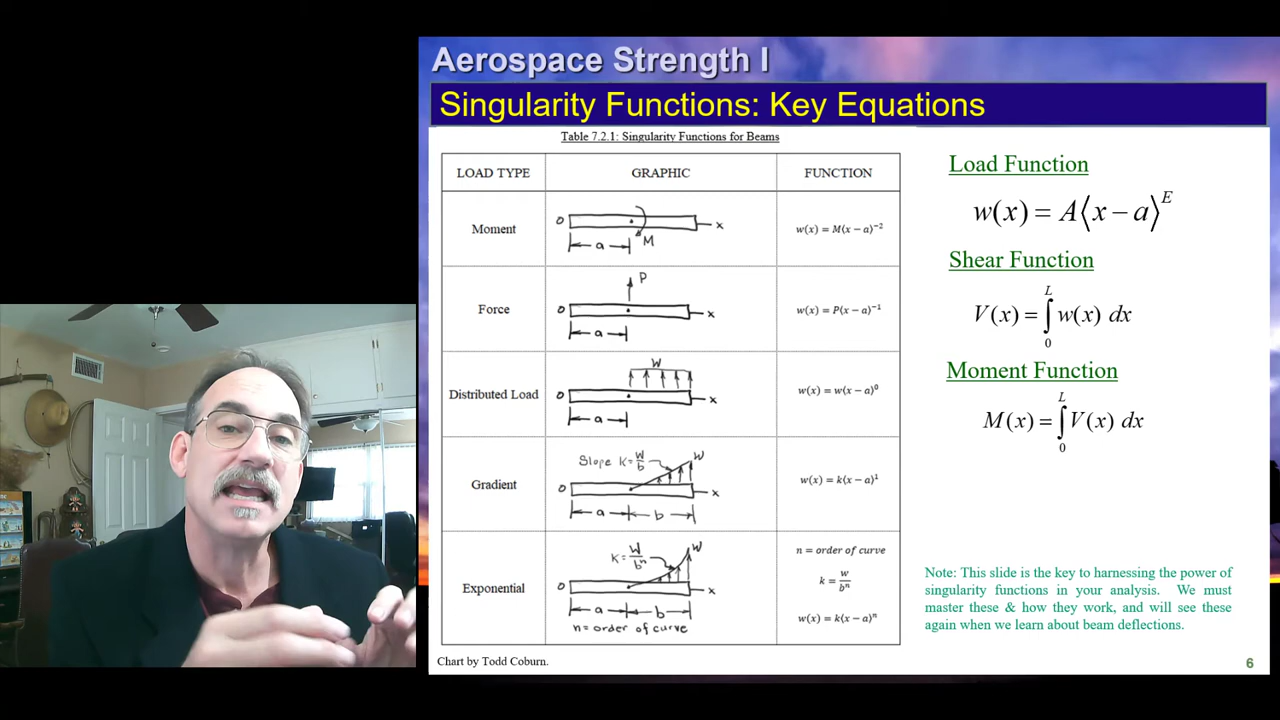 Aerospace Strength I
Singularity Functions: Key Equations
Table 7.2.1: Singularity Functions for Beams
LOAD TYPE GRAPHIC FUNCTION
Moment 0 a M x w(x) = M⟨x − a⟩⁻²
Force 0 a P x w(x) = P⟨x − a⟩⁻¹
Distributed Load 0 a W x w(x) = w⟨x − a⟩⁰
Gradient Slope k = W/b W 0 a b x w(x) = k⟨x − a⟩¹
Exponential k = W/bⁿ W 0 a b x
n = order of curve
n = order of curve
k = w/bⁿ
w(x) = k⟨x − a⟩ⁿ
Chart by Todd Coburn.
Load Function
w(x) = A⟨x − a⟩ᴱ
Shear Function
V(x) = ∫₀ᴸ w(x) dx
Moment Function
M(x) = ∫₀ᴸ V(x) dx
Note: This slide is the key to harnessing the power of
singularity functions in your analysis. We must
master these & how they work, and will see these
again when we learn about beam deflections.
6